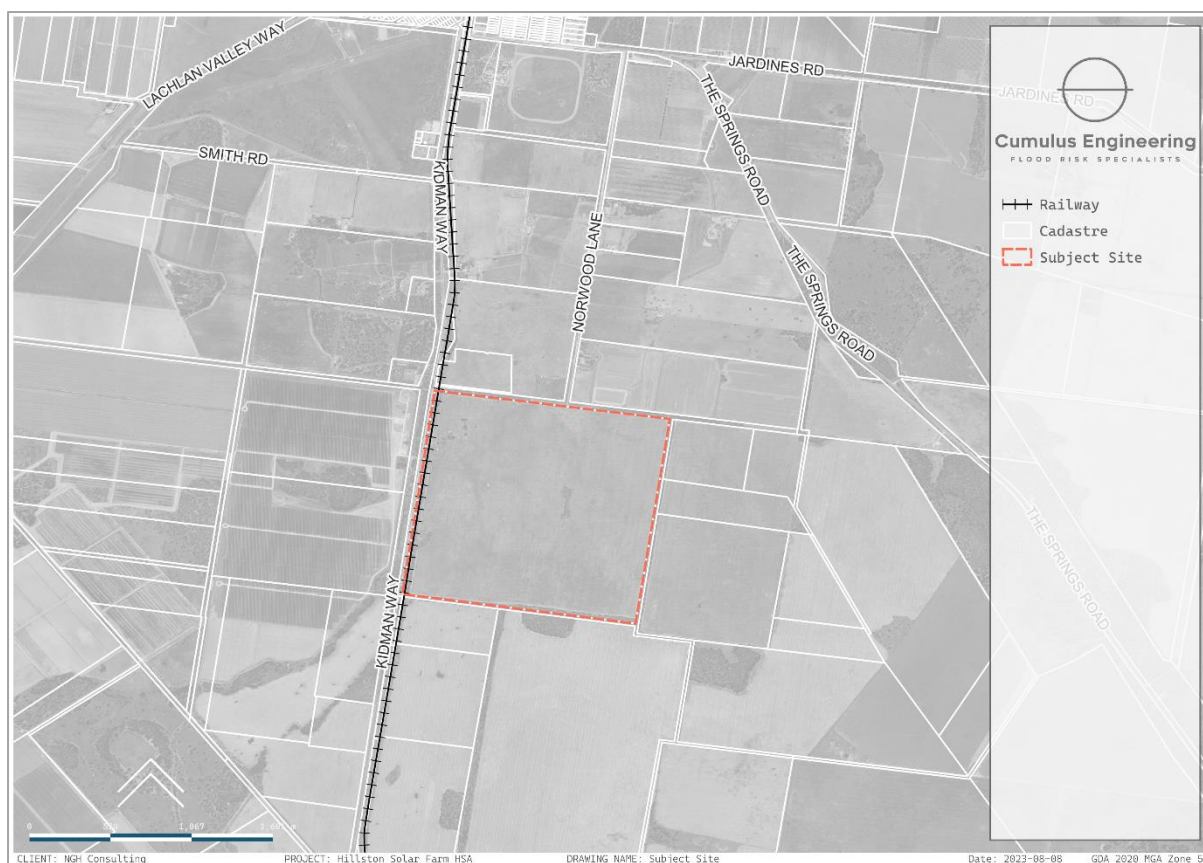 LACHLAN VALLEY WAY
JARDINES RD
JARDINES RD
THE SPRINGS ROAD
SMITH RD
KIDMAN WAY
NORWOOD LANE
THE SPRINGS ROAD
THE SPRINGS ROAD
KIDMAN WAY
Cumulus Engineering
FLOOD RISK SPECIALISTS
Railway
Cadastre
Subject Site
0
1,067
CLIENT: NGH Consulting
PROJECT: Hillston Solar Farm HSA
DRAWING NAME: Subject Site
Date: 2023-08-08
GDA 2020 MGA Zone